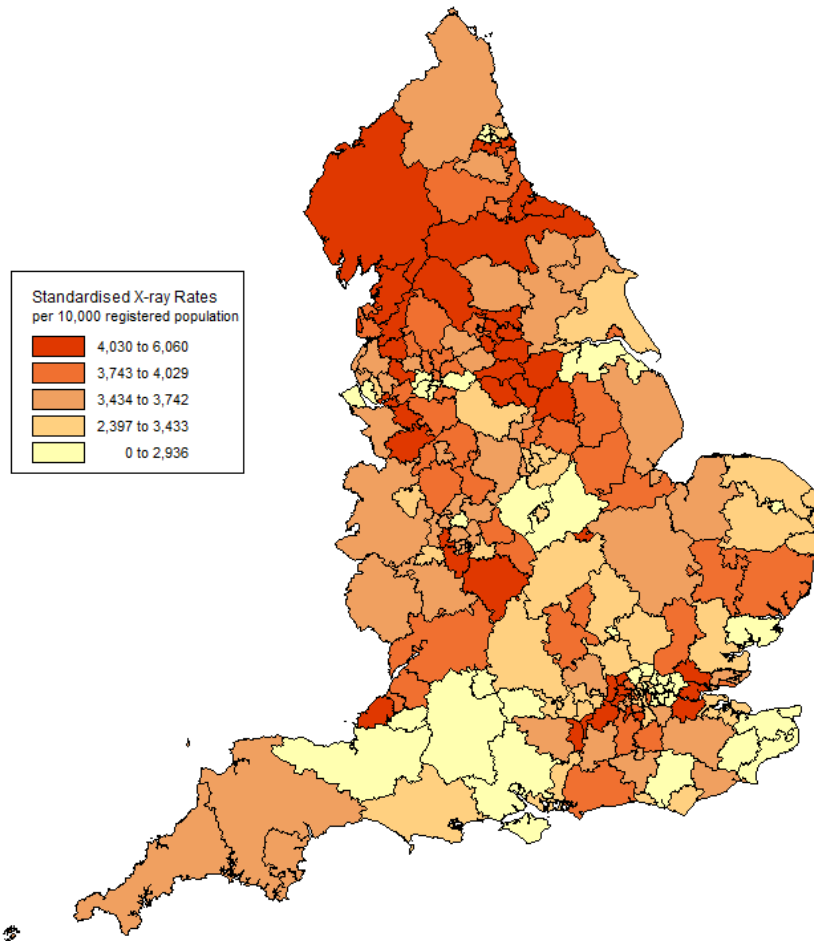 Standardised X-ray Rates
per 10,000 registered population
4,030 to 6,060
3,743 to 4,029
3,434 to 3,742
2,397 to 3,433
0 to 2,936